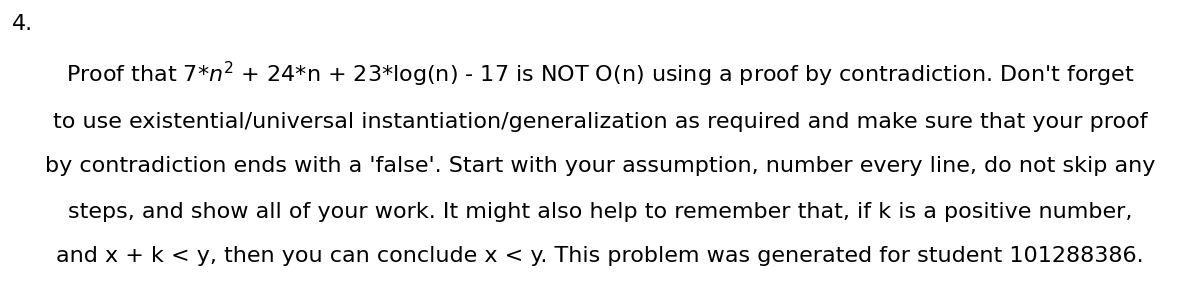 4.
Proof that 7*n² + 24*n + 23*log(n) - 17 is NOT O(n) using a proof by contradiction. Don't forget
to use existential/universal instantiation/generalization as required and make sure that your proof
by contradiction ends with a 'false'. Start with your assumption, number every line, do not skip any
steps, and show all of your work. It might also help to remember that, if k is a positive number,
and x + k < y, then you can conclude x < y. This problem was generated for student 101288386.